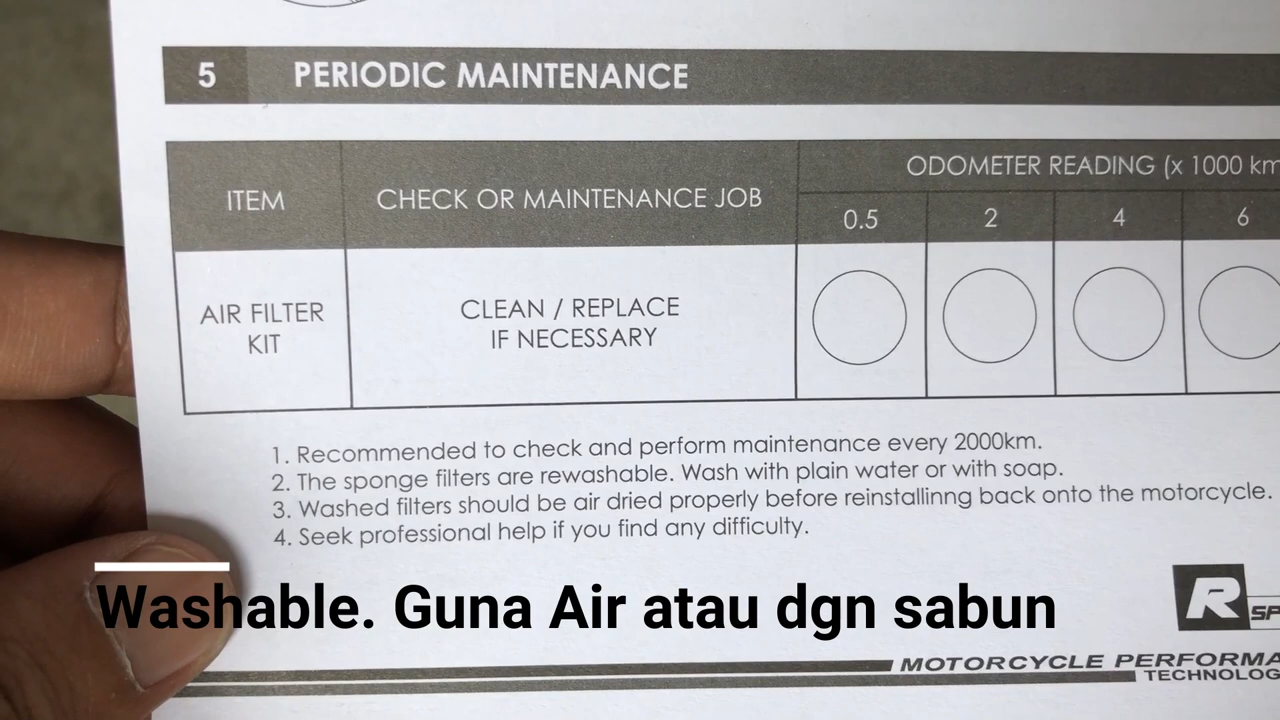 5 PERIODIC MAINTENANCE
ITEM
CHECK OR MAINTENANCE JOB
ODOMETER READING (x 1000 km
0.5
2
4
6
AIR FILTER
KIT
CLEAN / REPLACE
IF NECESSARY
1. Recommended to check and perform maintenance every 2000km.
2. The sponge filters are rewashable. Wash with plain water or with soap.
3. Washed filters should be air dried properly before reinstallinng back onto the motorcycle.
4. Seek professional help if you find any difficulty.
Washable. Guna Air atau dgn sabun
R
MOTORCYCLE